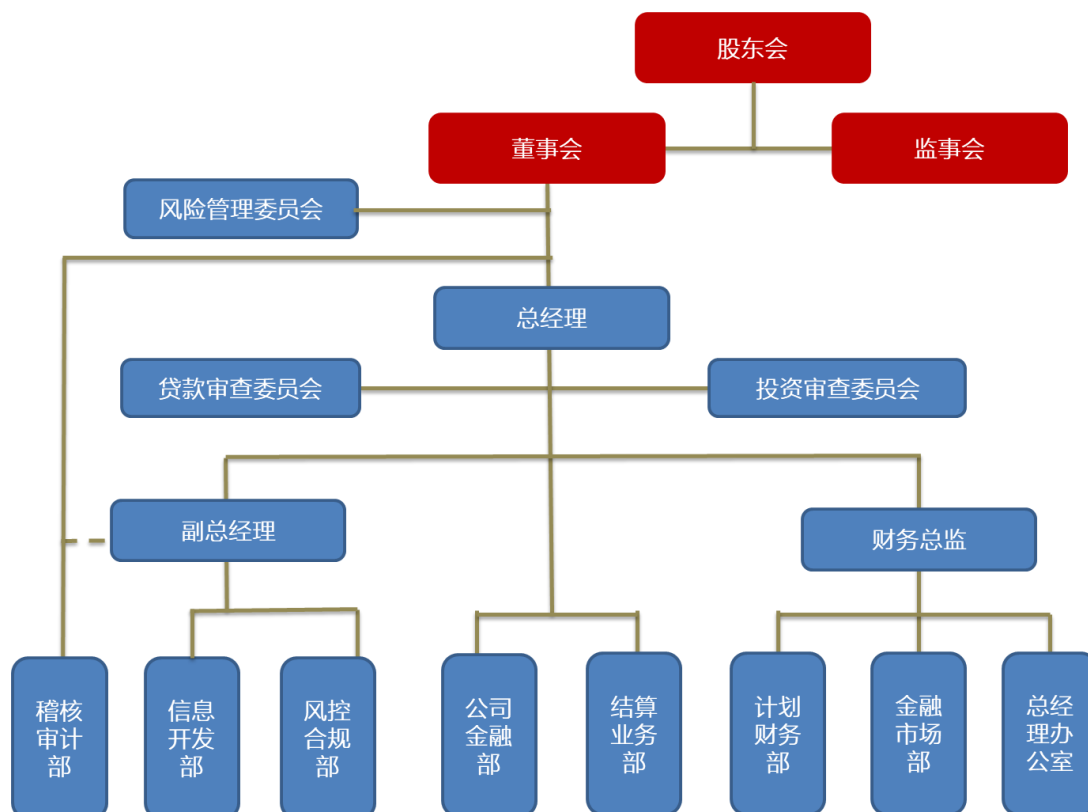 股东会
董事会
监事会
风险管理委员会
总经理
贷款审查委员会
投资审查委员会
副总经理
财务总监
稽核
审计
部
信息
开发
部
风控
合规
部
公司
金融
部
结算
业务
部
计划
财务
部
金融
市场
部
总经
理办
公室